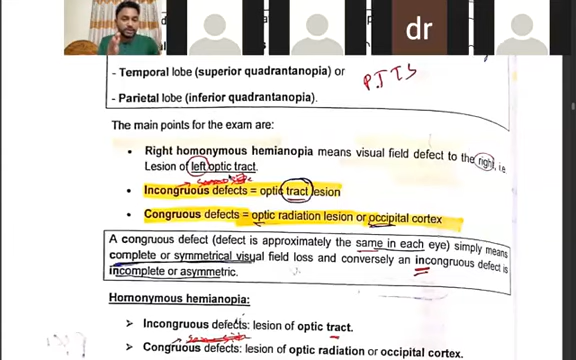 dr
- Temporal lobe (superior quadrantanopia) or
PITS
- Parietal lobe (inferior quadrantanopia).
The main points for the exam are:
• Right homonymous hemianopia means visual field defect to the right, i.e
Lesion of left optic tract.
• Incongruous defects = optic tract lesion
• Congruous defects = optic radiation lesion or occipital cortex
A congruous defect (defect is approximately the same in each eye) simply means
complete or symmetrical visual field loss and conversely an incongruous defect is
incomplete or asymmetric.
Homonymous hemianopia:
➢ Incongruous defects: lesion of optic tract.
➢ Congruous defects: lesion of optic radiation or occipital cortex.